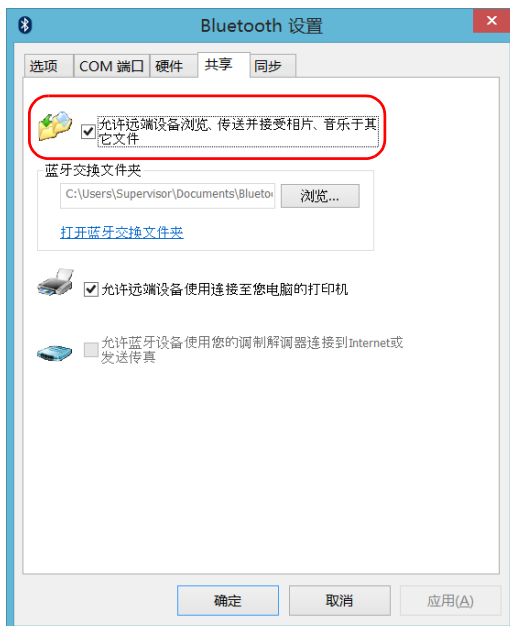 Bluetooth 设置
选项 COM 端口 硬件 共享 同步
允许远端设备浏览、传送并接受相片、音乐于其
它文件
蓝牙交换文件夹
C:\Users\Supervisor\Documents\Bluetoo
浏览...
打开蓝牙交换文件夹
允许远端设备使用连接至您电脑的打印机
允许蓝牙设备使用您的调制解调器连接到Internet或
发送传真
确定 取消 应用(A)